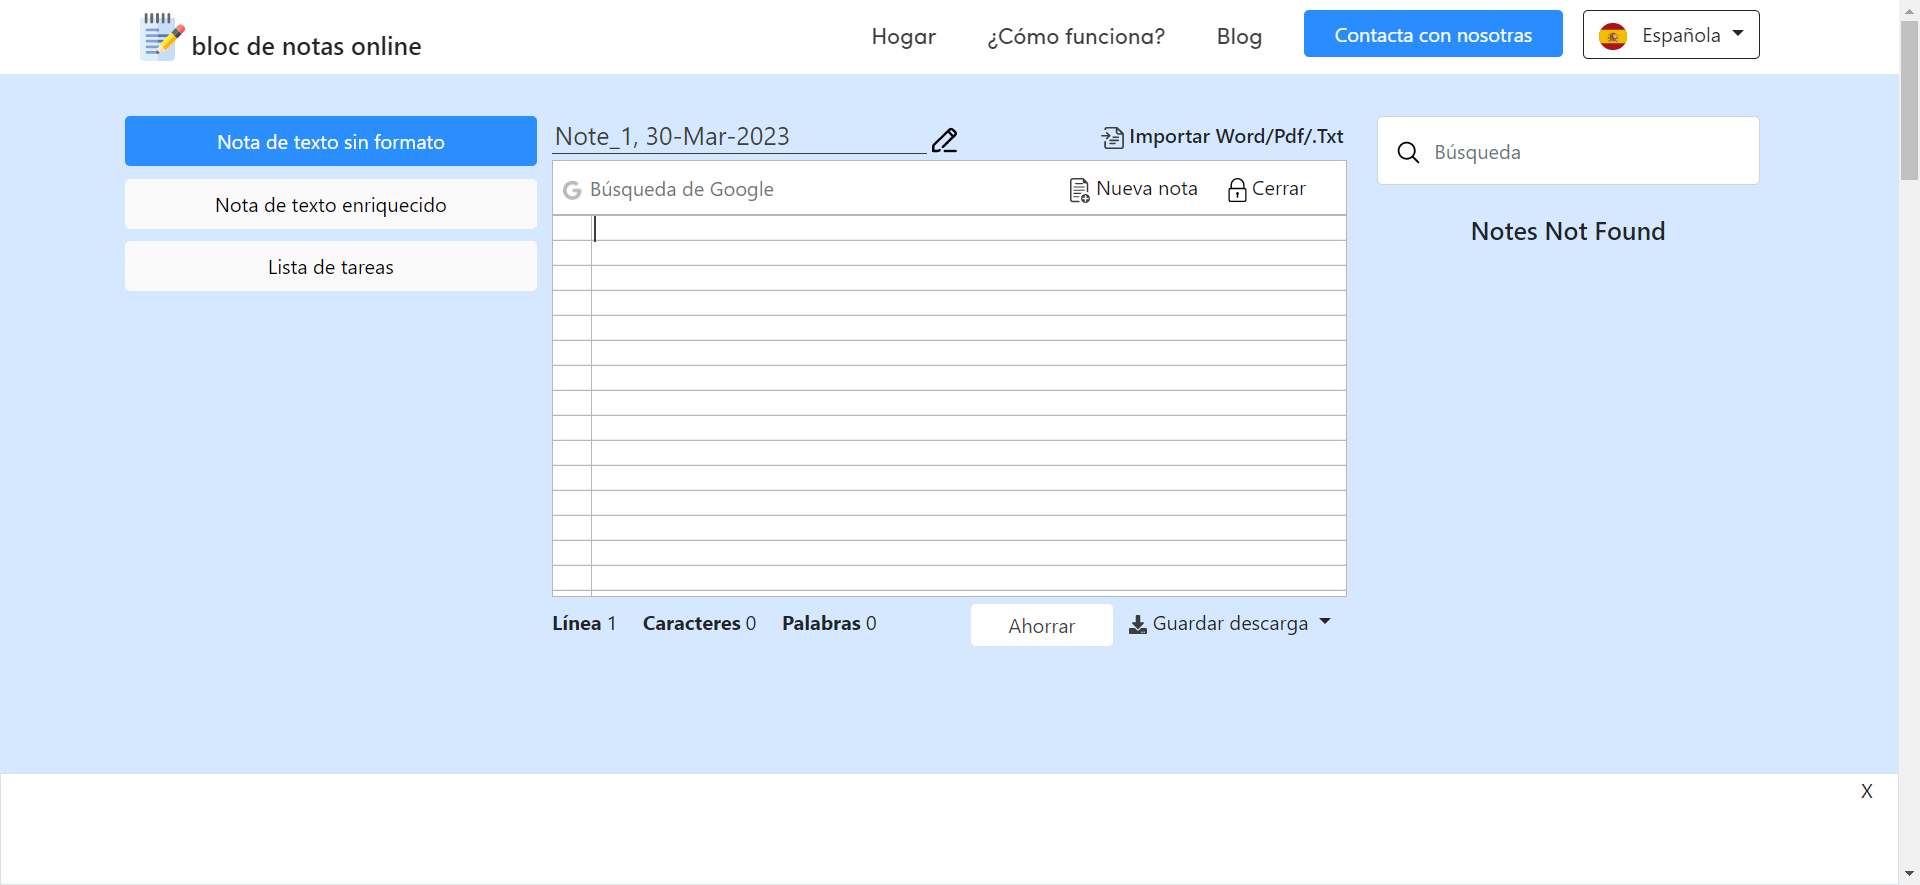 bloc de notas online
Hogar
¿Cómo funciona?
Blog
Contacta con nosotras
Española
Nota de texto sin formato
Nota de texto enriquecido
Lista de tareas
Note_1, 30-Mar-2023
Importar Word/Pdf/.Txt
G Búsqueda de Google
Nueva nota
Cerrar
Línea 1
Caracteres 0
Palabras 0
Ahorrar
Guardar descarga
Búsqueda
Notes Not Found
X